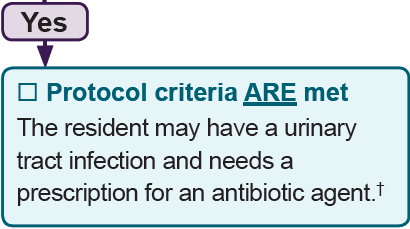 Yes
☐ Protocol criteria ARE met
The resident may have a urinary
tract infection and needs a
prescription for an antibiotic agent.†